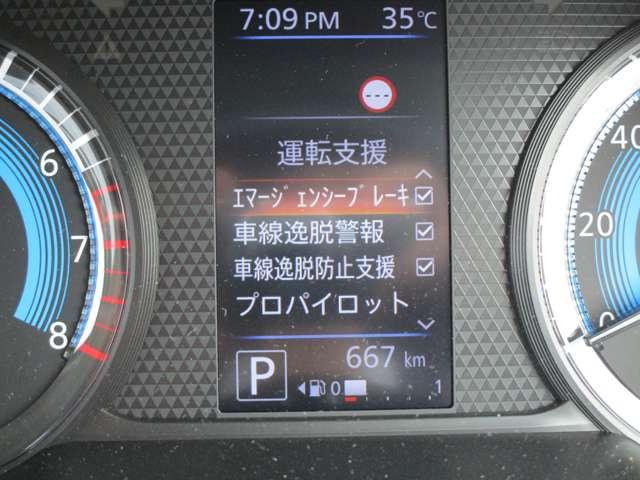 7:09 PM 35℃
---
運転支援
ｴﾏｰｼﾞｪﾝｼｰﾌﾞﾚｰｷ
車線逸脱警報
車線逸脱防止支援
プロパイロット
667 km
P
0 1
6
7
8
40
20
0